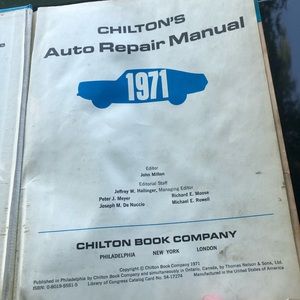 CHILTON'S
Auto Repair Manual
1971
Editor
John Milton
Editorial Staff
Jeffrey W. Hallinger, Managing Editor
Peter J. Meyer
Richard E. Moose
Joseph M. De Nuccio
Michael E. Rowell
CHILTON BOOK COMPANY
PHILADELPHIA NEW YORK LONDON
Copyright © Chilton Book Company 1971
Published in Philadelphia by Chilton Book Company and simultaneously in Ontario, Canada, by Thomas Nelson & Sons, Ltd.
Library of Congress Catalog Card No. 54-17274
Manufactured in the United States of America